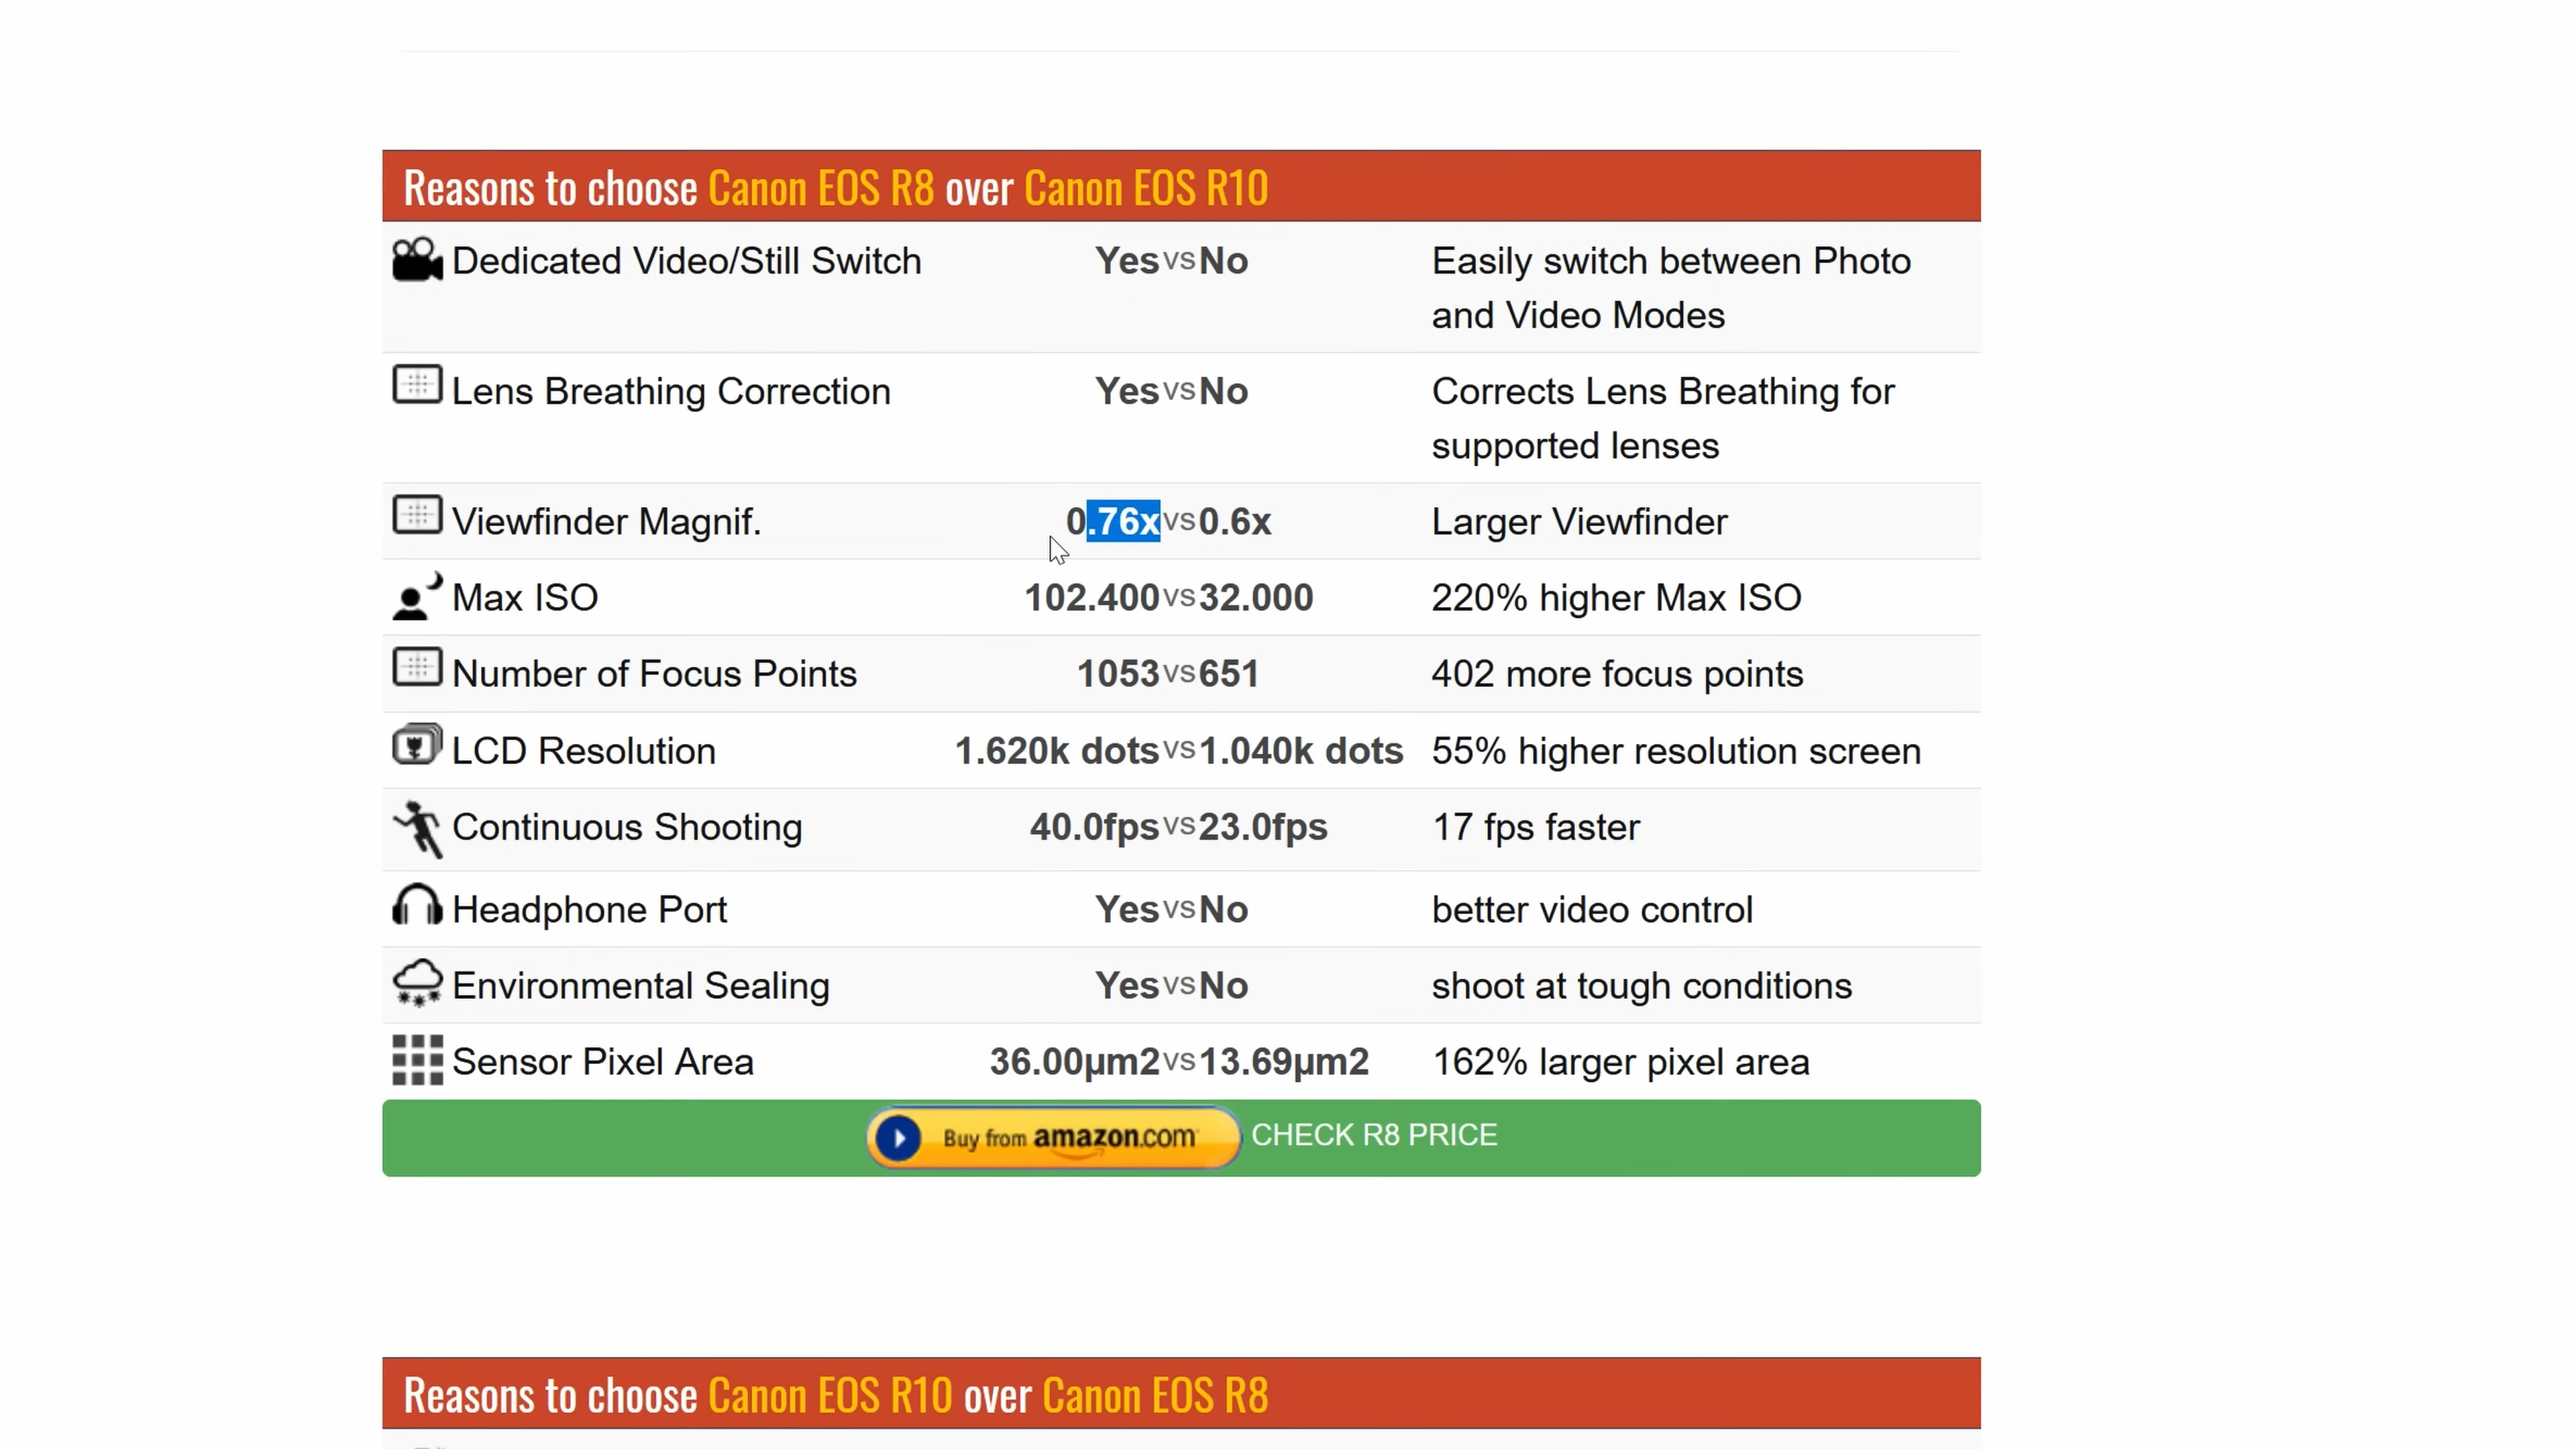 Reasons to choose Canon EOS R8 over Canon EOS R10
Dedicated Video/Still Switch Yes vs No Easily switch between Photo
and Video Modes
Lens Breathing Correction Yes vs No Corrects Lens Breathing for
supported lenses
Viewfinder Magnif. 0.76x vs 0.6x Larger Viewfinder
Max ISO 102.400 vs 32.000 220% higher Max ISO
Number of Focus Points 1053 vs 651 402 more focus points
LCD Resolution 1.620k dots vs 1.040k dots 55% higher resolution screen
Continuous Shooting 40.0fps vs 23.0fps 17 fps faster
Headphone Port Yes vs No better video control
Environmental Sealing Yes vs No shoot at tough conditions
Sensor Pixel Area 36.00μm2 vs 13.69μm2 162% larger pixel area
Buy from amazon.com CHECK R8 PRICE
Reasons to choose Canon EOS R10 over Canon EOS R8